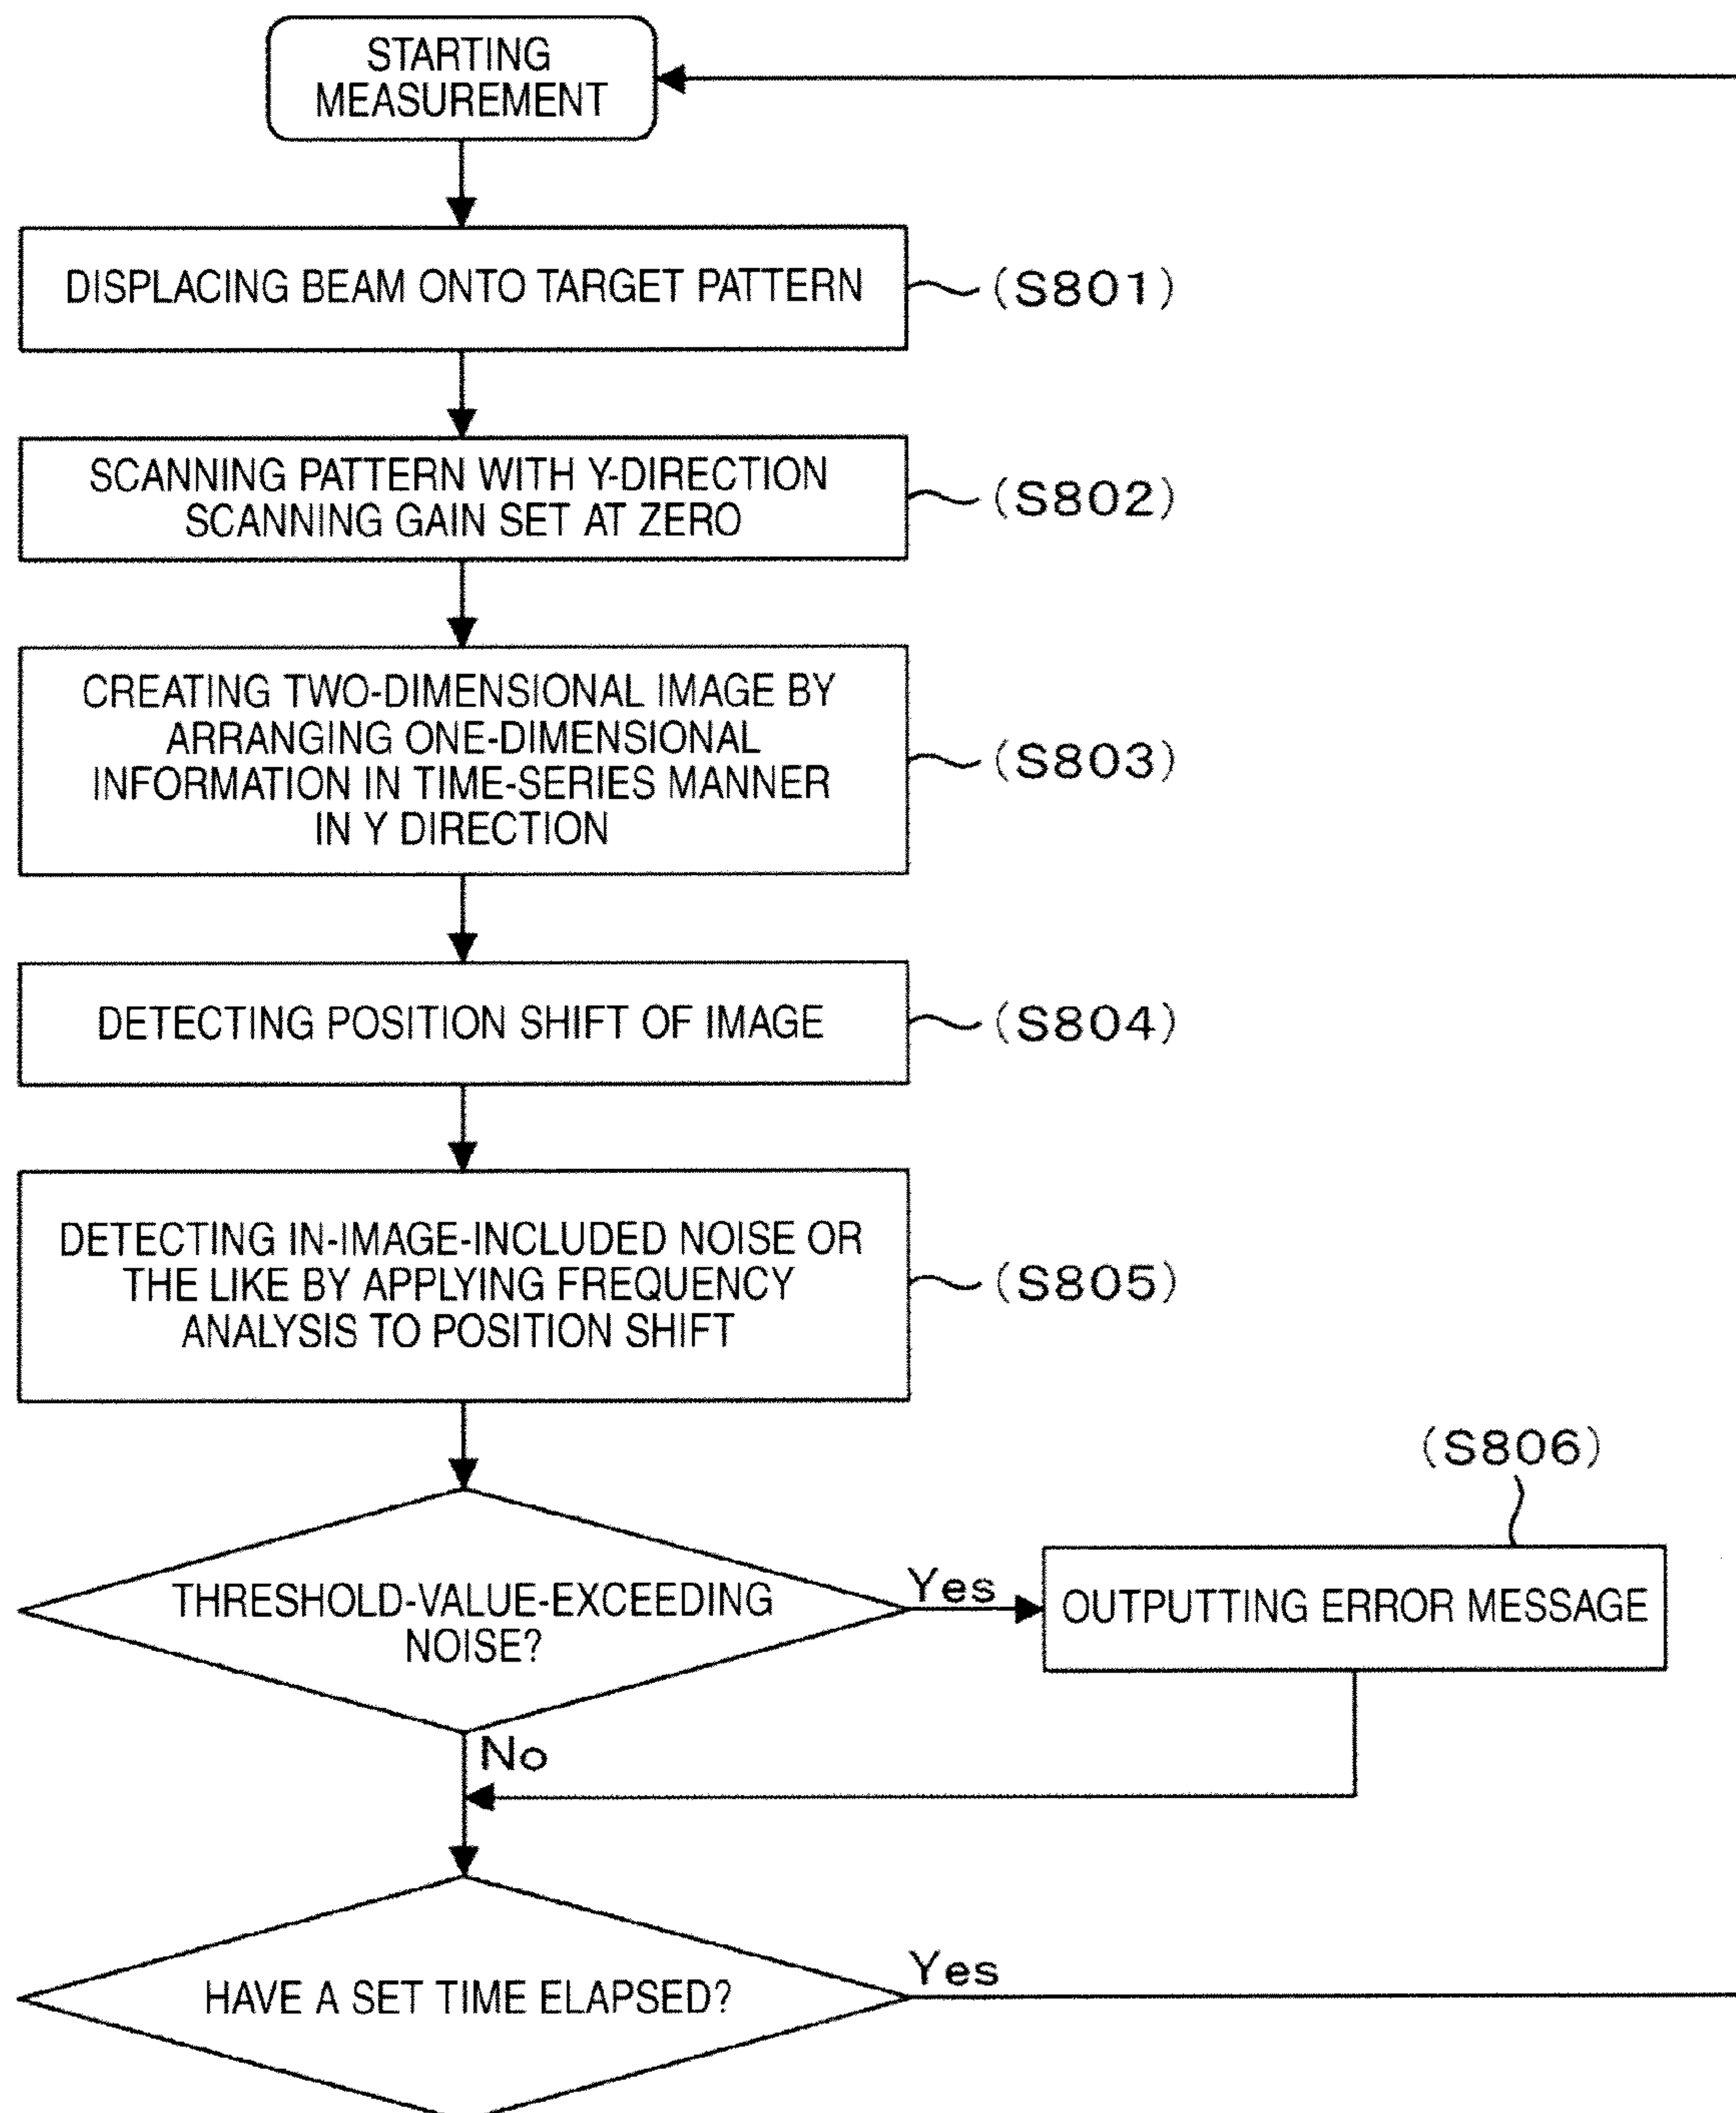 STARTING
MEASUREMENT
DISPLACING BEAM ONTO TARGET PATTERN
(S801)
SCANNING PATTERN WITH Y-DIRECTION
SCANNING GAIN SET AT ZERO
(S802)
CREATING TWO-DIMENSIONAL IMAGE BY
ARRANGING ONE-DIMENSIONAL
INFORMATION IN TIME-SERIES MANNER
IN Y DIRECTION
(S803)
DETECTING POSITION SHIFT OF IMAGE
(S804)
DETECTING IN-IMAGE-INCLUDED NOISE OR
THE LIKE BY APPLYING FREQUENCY
ANALYSIS TO POSITION SHIFT
(S805)
(S806)
THRESHOLD-VALUE-EXCEEDING
NOISE?
Yes
OUTPUTTING ERROR MESSAGE
No
HAVE A SET TIME ELAPSED?
Yes